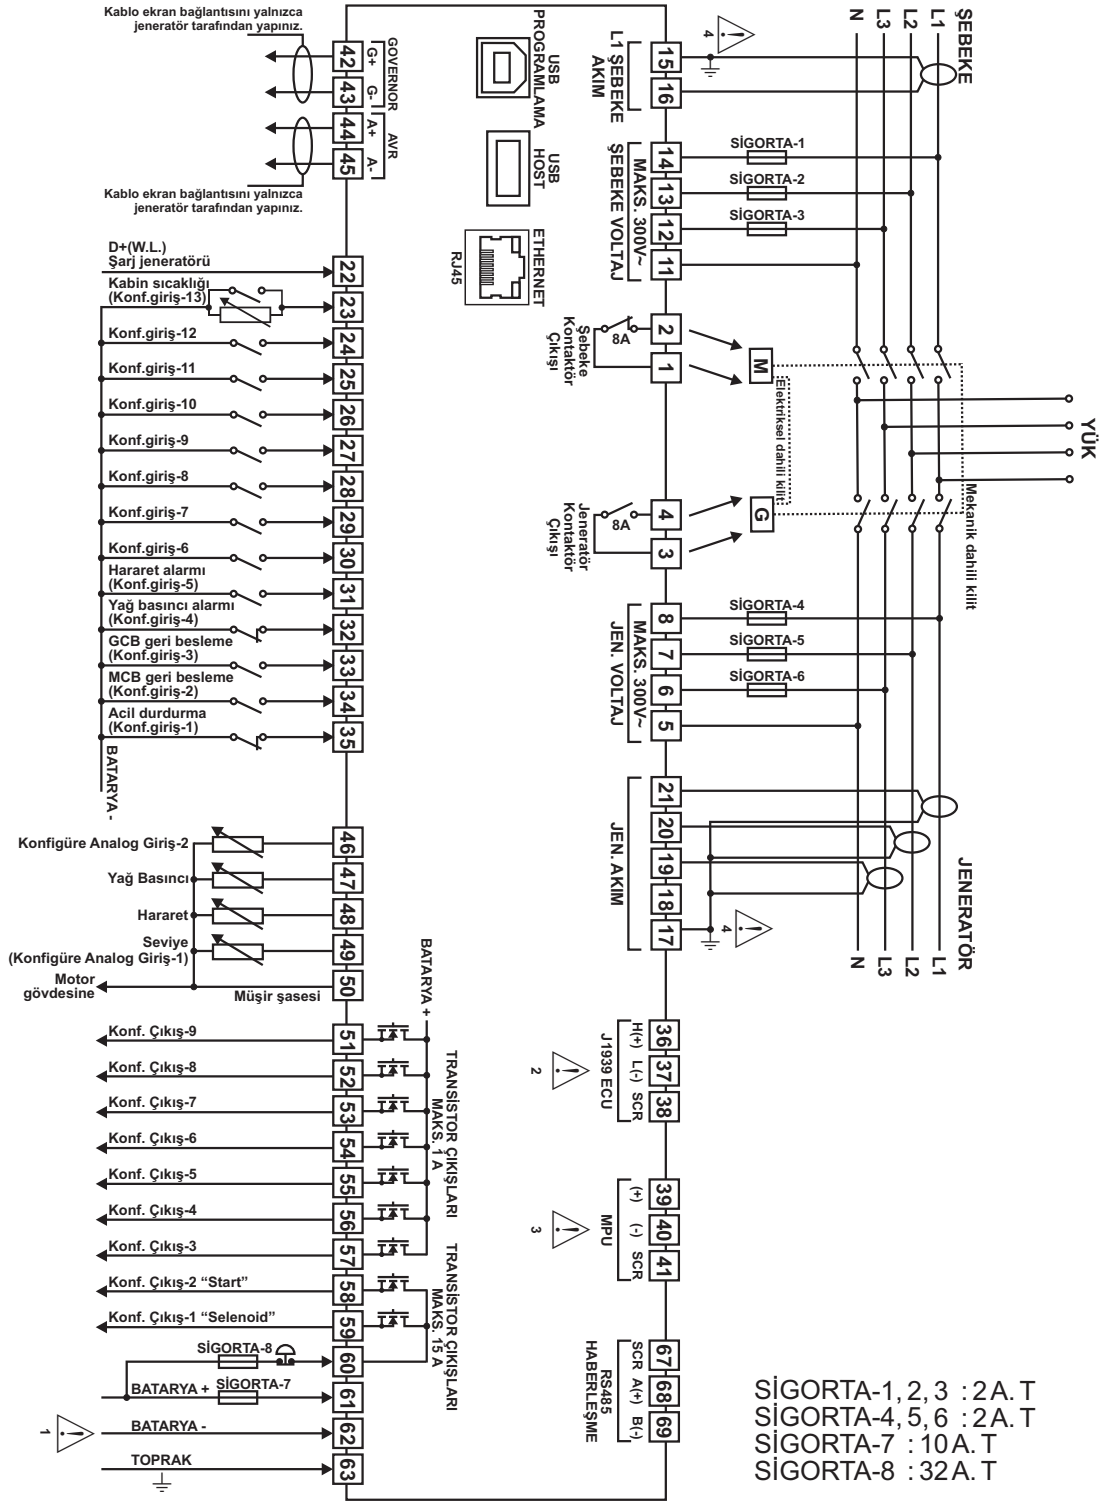 Kablo ekran bağlantısını yalnızca
jeneratör tarafından yapınız.
GOVERNOR
G+
G-
42
43
AVR
A+
A-
44
45
Kablo ekran bağlantısını yalnızca
jeneratör tarafından yapınız.
USB
PROGRAMLAMA
USB
HOST
ETHERNET
RJ45
ŞEBEKE
L1
L2
L3
N
4
15
16
L1 ŞEBEKE
AKIM
14
13
12
11
MAKS. 300V~
ŞEBEKE VOLTAJ
SİGORTA-1
SİGORTA-2
SİGORTA-3
2
1
8A
Şebeke
Kontaktör
Çıkışı
M
Elektriksel dahili kilit
G
Mekanik dahili kilit
YÜK
4
3
8A
Jeneratör
Kontaktör
Çıkışı
8
7
6
5
MAKS. 300V~
JEN. VOLTAJ
SİGORTA-4
SİGORTA-5
SİGORTA-6
21
20
19
18
17
JEN. AKIM
4
JENERATÖR
L1
L2
L3
N
D+(W.L.)
Şarj jeneratörü
22
Kabin sıcaklığı
(Konf.giriş-13)
23
Konf.giriş-12
24
Konf.giriş-11
25
Konf.giriş-10
26
Konf.giriş-9
27
Konf.giriş-8
28
Konf.giriş-7
29
Konf.giriş-6
30
Hararet alarmı
(Konf.giriş-5)
31
Yağ basıncı alarmı
(Konf.giriş-4)
32
GCB geri besleme
(Konf.giriş-3)
33
MCB geri besleme
(Konf.giriş-2)
34
Acil durdurma
(Konf.giriş-1)
35
BATARYA -
Konfigüre Analog Giriş-2
46
Yağ Basıncı
47
Hararet
48
Seviye
(Konfigüre Analog Giriş-1)
49
Motor
gövdesine
Müşir şasesi
50
BATARYA +
Konf. Çıkış-9
51
Konf. Çıkış-8
52
Konf. Çıkış-7
53
Konf. Çıkış-6
54
Konf. Çıkış-5
55
Konf. Çıkış-4
56
Konf. Çıkış-3
57
Konf. Çıkış-2 “Start”
58
Konf. Çıkış-1 “Selenoid”
59
TRANSİSTOR ÇIKIŞLARI
MAKS. 1 A
TRANSİSTOR ÇIKIŞLARI
MAKS. 15 A
SİGORTA-8
60
BATARYA +
SİGORTA-7
61
1
BATARYA -
62
TOPRAK
63
36
37
38
H(+)
L(-)
SCR
J1939 ECU
2
39
40
41
(+)
(-)
SCR
MPU
3
67
68
69
SCR
A(+)
B(-)
RS485
HABERLEŞME
SİGORTA-1, 2, 3 : 2 A. T
SİGORTA-4, 5, 6 : 2 A. T
SİGORTA-7 : 10 A. T
SİGORTA-8 : 32 A. T